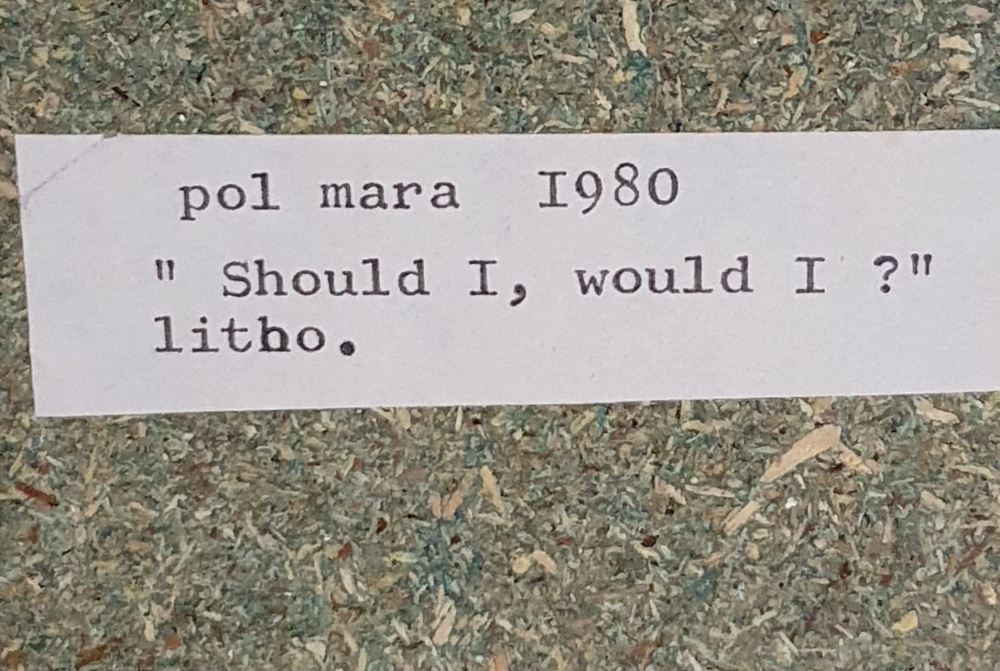 pol mara I980
" Should I, would I ?"
litho.